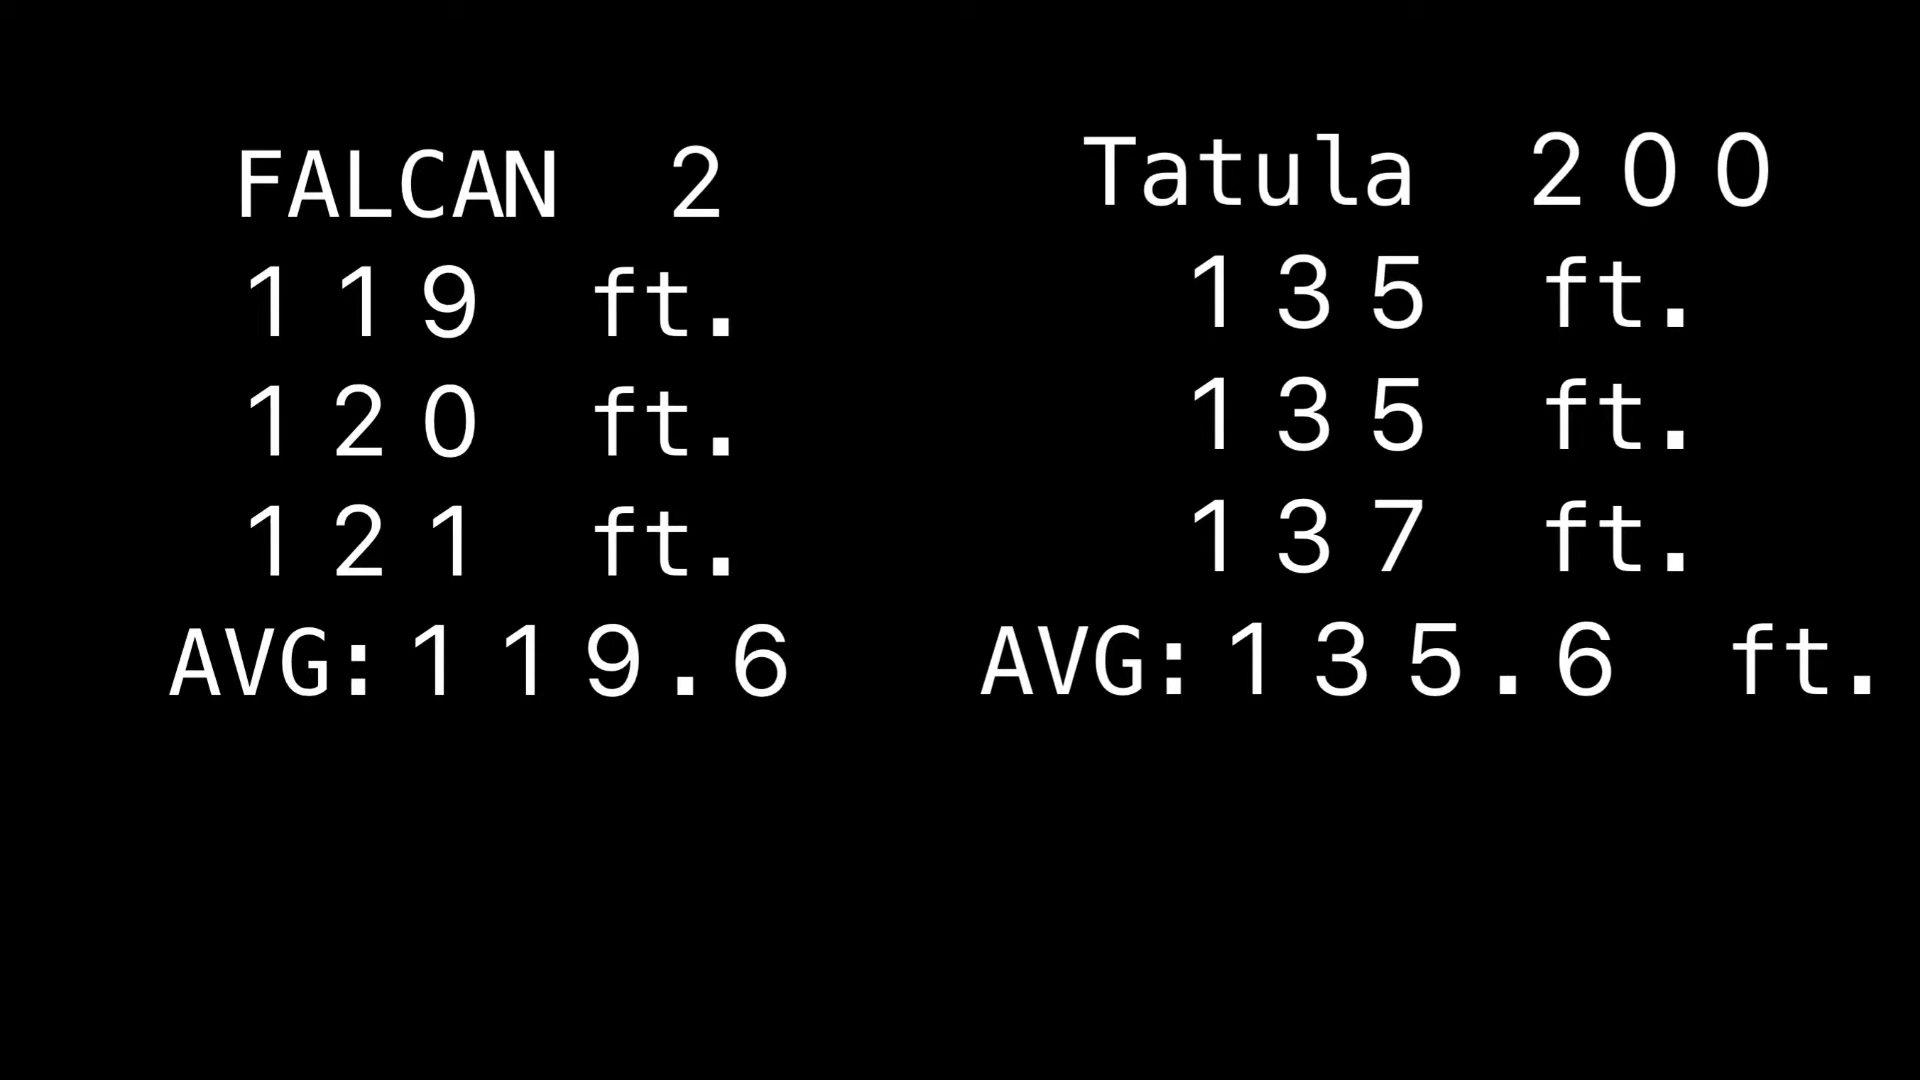 FALCAN 2
119 ft.
120 ft.
121 ft.
AVG:119.6
Tatula 200
135 ft.
135 ft.
137 ft.
AVG:135.6 ft.